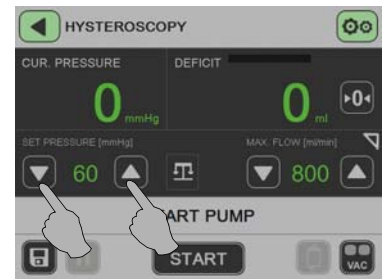 HYSTEROSCOPY
CUR. PRESSURE DEFICIT
0 mmHg 0 ml ▸0◂
SET PRESSURE [mmHg] MAX. FLOW [ml/min]
60 800
ART PUMP
START VAC